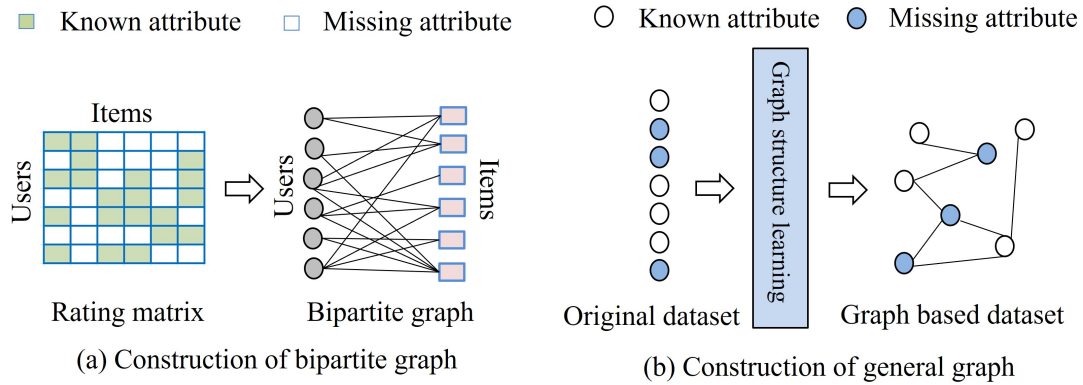 Known attribute
Missing attribute
Items
Users
Rating matrix
Users
Items
Bipartite graph
(a) Construction of bipartite graph
Known attribute
Missing attribute
Original dataset
Graph structure learning
Graph based dataset
(b) Construction of general graph